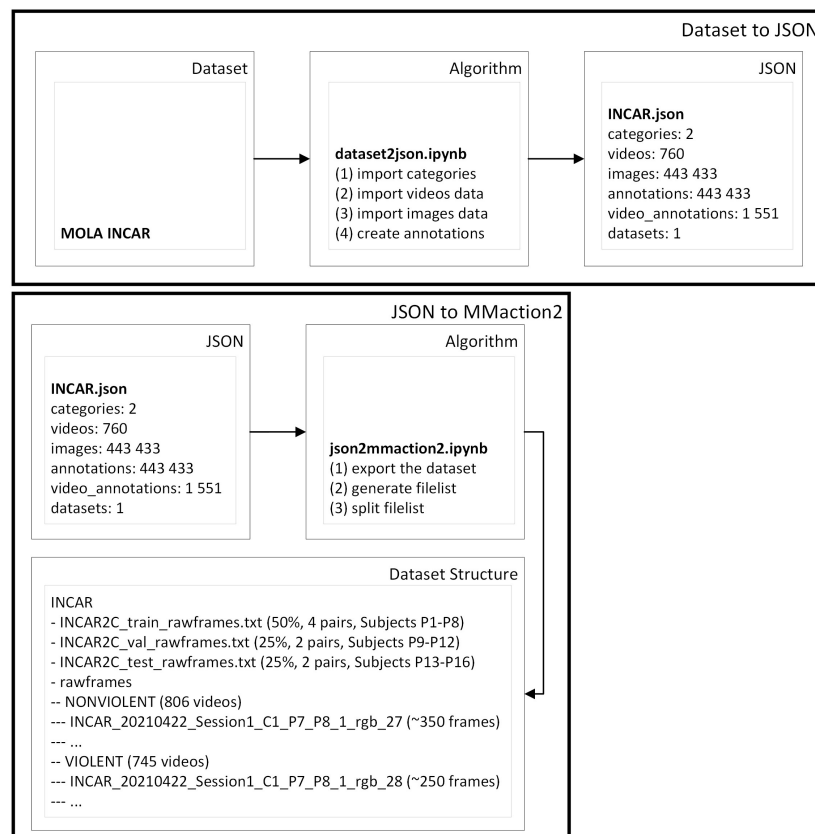 Dataset to JSON
Dataset
MOLA INCAR
Algorithm
dataset2json.ipynb
(1) import categories
(2) import videos data
(3) import images data
(4) create annotations
JSON
INCAR.json
categories: 2
videos: 760
images: 443 433
annotations: 443 433
video_annotations: 1 551
datasets: 1
JSON to MMaction2
JSON
INCAR.json
categories: 2
videos: 760
images: 443 433
annotations: 443 433
video_annotations: 1 551
datasets: 1
Algorithm
json2mmaction2.ipynb
(1) export the dataset
(2) generate filelist
(3) split filelist
Dataset Structure
INCAR
- INCAR2C_train_rawframes.txt (50%, 4 pairs, Subjects P1-P8)
- INCAR2C_val_rawframes.txt (25%, 2 pairs, Subjects P9-P12)
- INCAR2C_test_rawframes.txt (25%, 2 pairs, Subjects P13-P16)
- rawframes
-- NONVIOLENT (806 videos)
--- INCAR_20210422_Session1_C1_P7_P8_1_rgb_27 (~350 frames)
--- ...
-- VIOLENT (745 videos)
--- INCAR_20210422_Session1_C1_P7_P8_1_rgb_28 (~250 frames)
--- ...